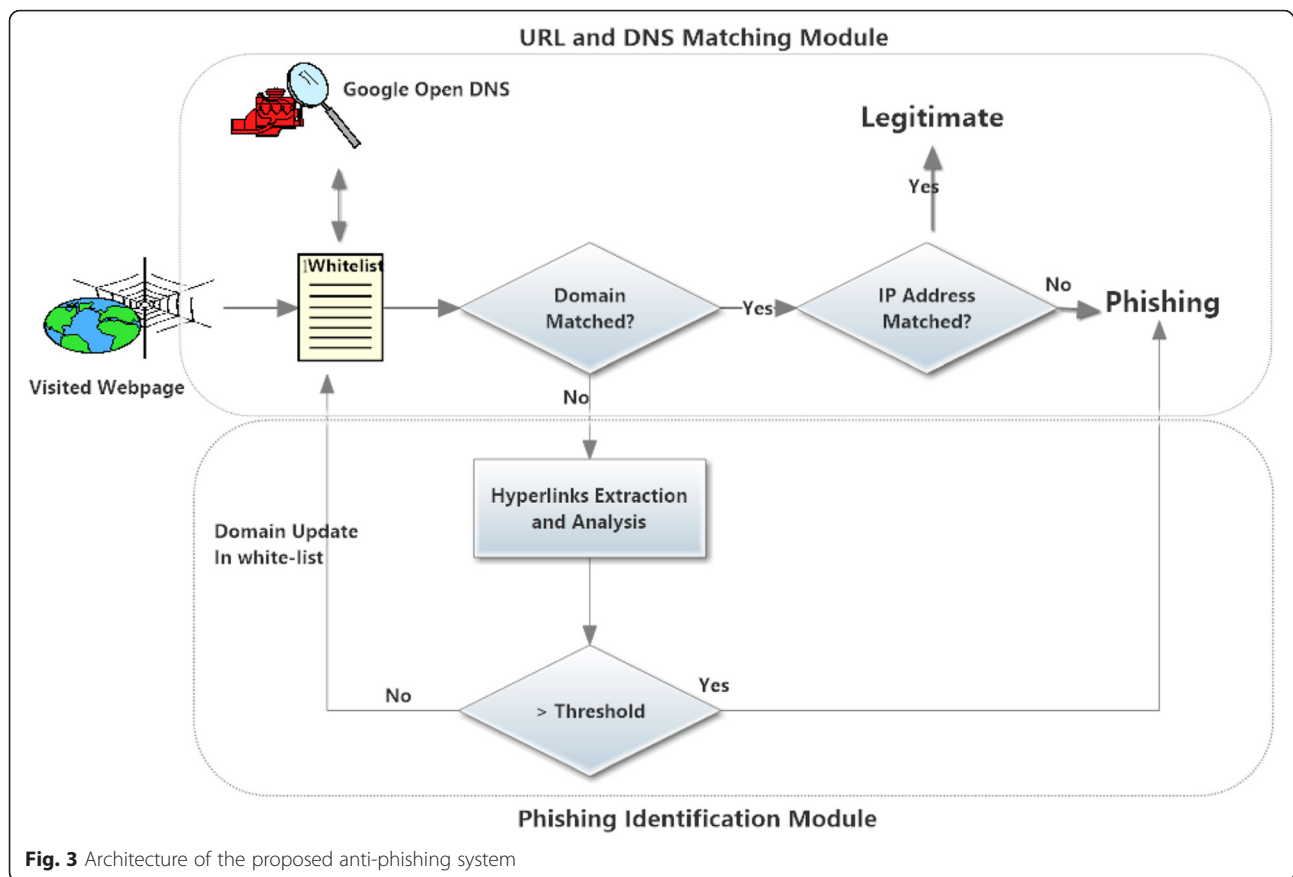 URL and DNS Matching Module
Google Open DNS
Legitimate
Yes
Whitelist
Domain
Matched?
Yes
IP Address
Matched?
No
Phishing
Visited Webpage
No
Hyperlinks Extraction
and Analysis
Domain Update
In white-list
No
> Threshold
Yes
Phishing Identification Module
Fig. 3 Architecture of the proposed anti-phishing system